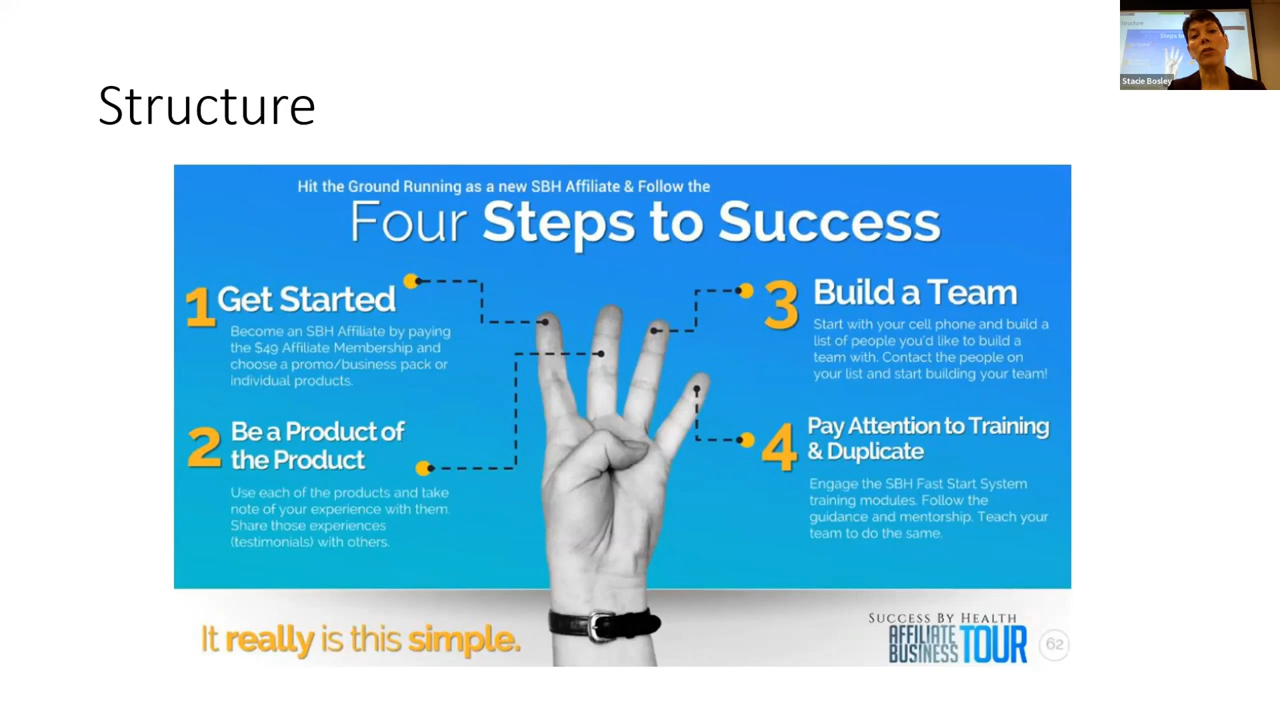 Structure
Hit the Ground Running as a new SBH Affiliate & Follow the
Four Steps to Success
1 Get Started
Become an SBH Affiliate by paying
the $49 Affiliate Membership and
choose a promo/business pack or
individual products.
2 Be a Product of
the Product
Use each of the products and take
note of your experience with them.
Share those experiences
(testimonials) with others.
3 Build a Team
Start with your cell phone and build a
list of people you'd like to build a
team with. Contact the people on
your list and start building your team!
4 Pay Attention to Training
& Duplicate
Engage the SBH Fast Start System
training modules. Follow the
guidance and mentorship. Teach your
team to do the same.
It really is this simple.
SUCCESS BY HEALTH
AFFILIATE
BUSINESS TOUR
62
Stacie Bosley